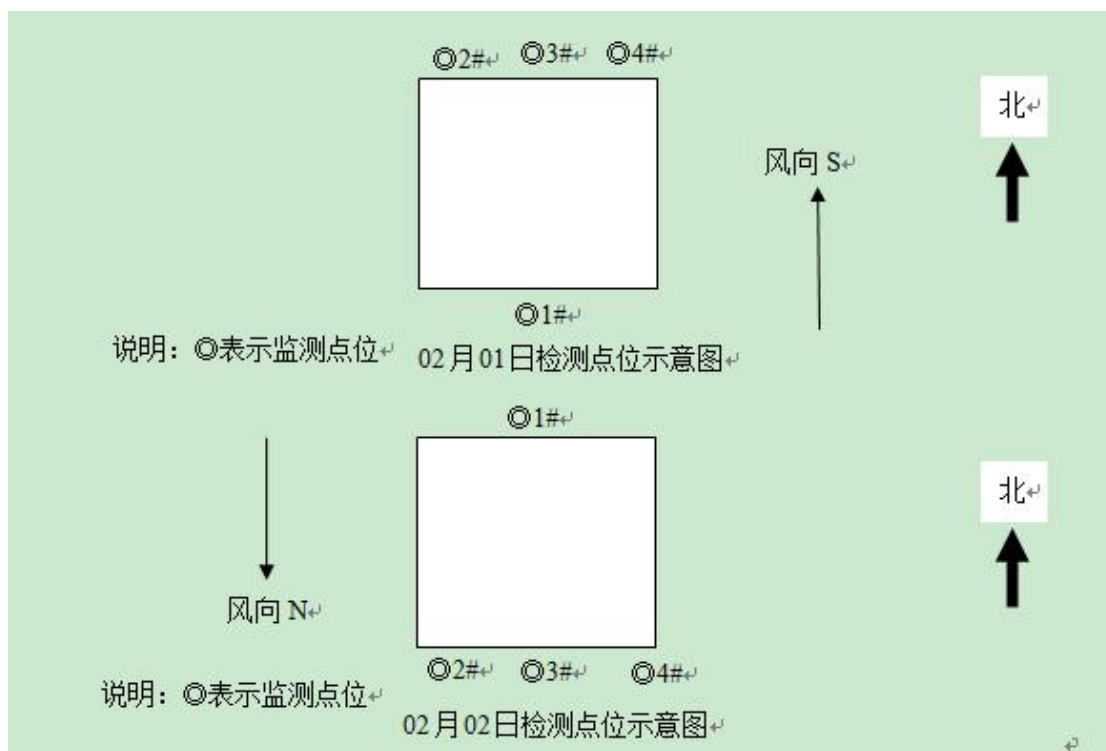 ◎2# ◎3# ◎4#
北
风向 S
◎1#
说明：◎表示监测点位
02月01日检测点位示意图
◎1#
北
风向 N
◎2# ◎3# ◎4#
说明：◎表示监测点位
02月02日检测点位示意图